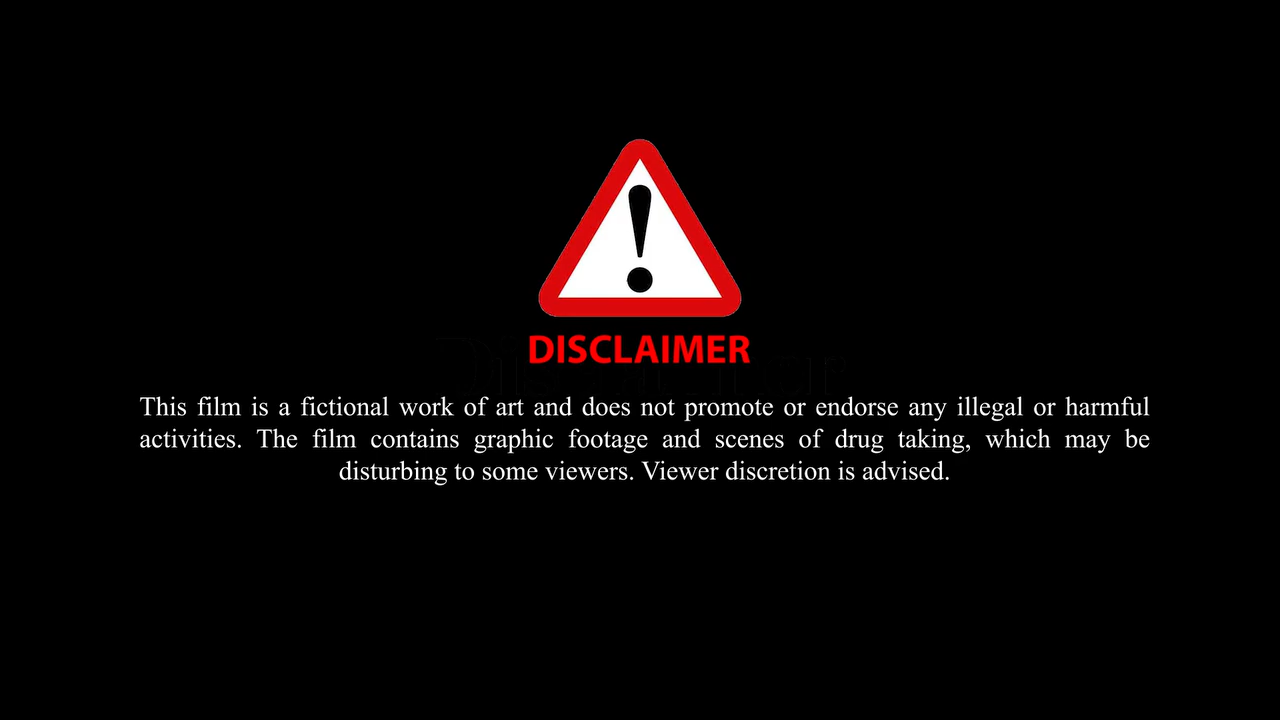 DISCLAIMER
This film is a fictional work of art and does not promote or endorse any illegal or harmful
activities. The film contains graphic footage and scenes of drug taking, which may be
disturbing to some viewers. Viewer discretion is advised.